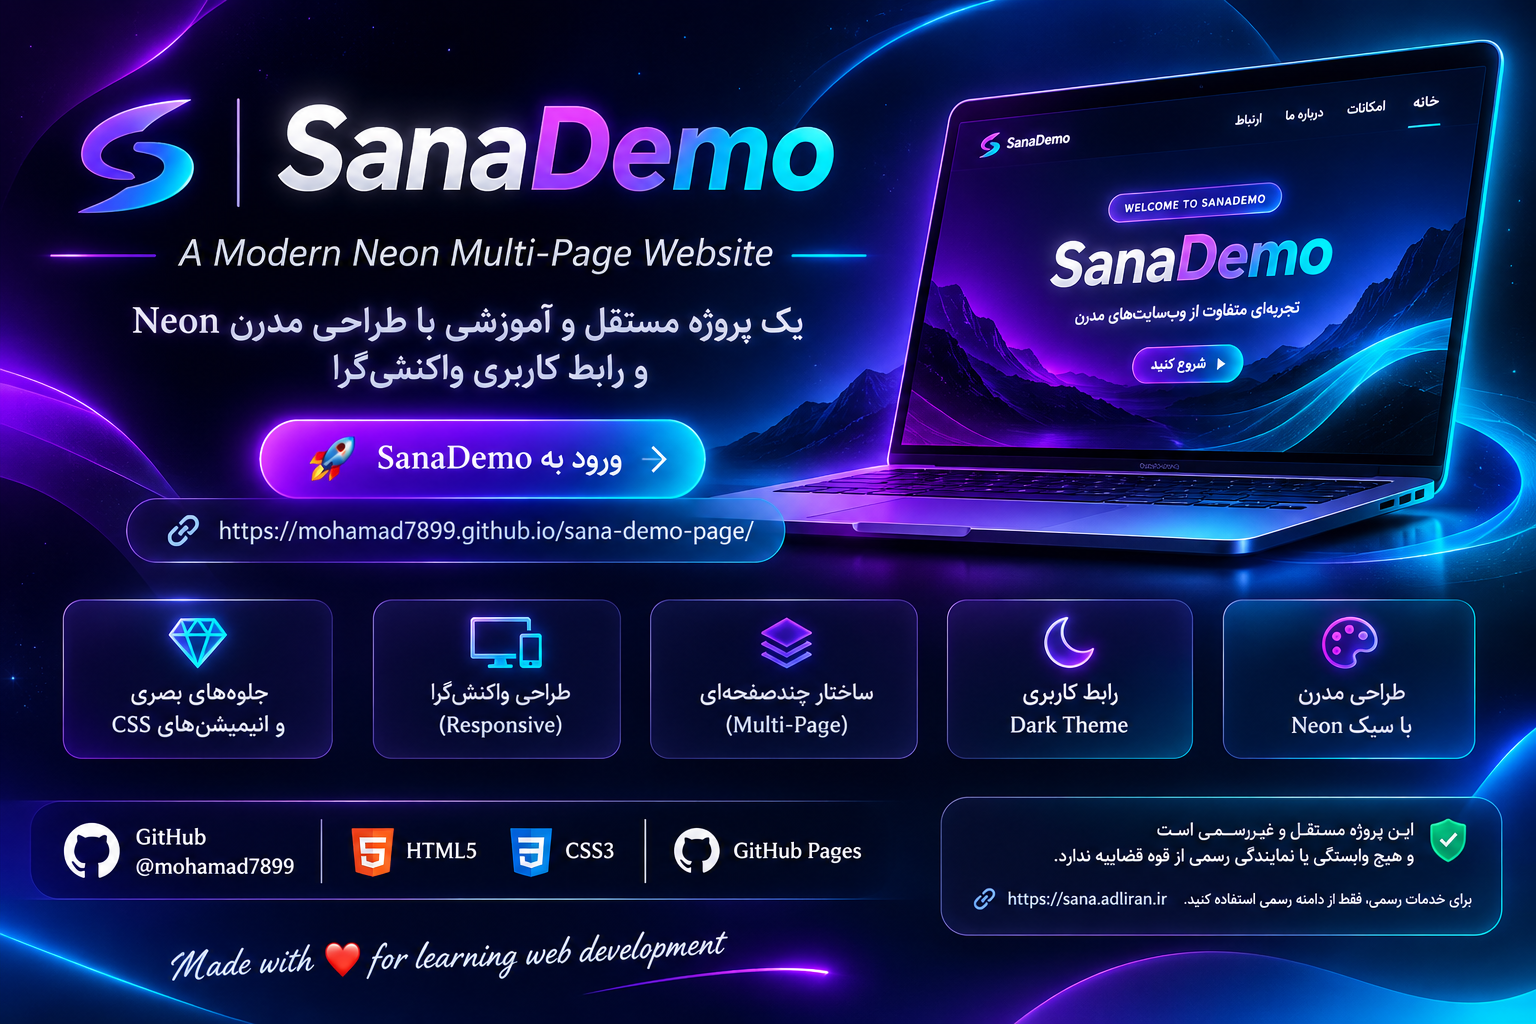 SanaDemo
A Modern Neon Multi-Page Website
یک پروژه مستقل و آموزشی با طراحی مدرن Neon
و رابط کاربری واکنشی‌گرا
🚀 SanaDemo ورود به →
https://mohamad7899.github.io/sana-demo-page/
SanaDemo
خانه
امکانات
درباره ما
ارتباط
WELCOME TO SANADEMO
SanaDemo
تجربه‌ای متفاوت از وب‌سایت‌های مدرن
شروع کنید
جلوه‌های بصری
و انیمیشن‌های CSS
طراحی واکنش‌گرا
(Responsive)
ساختار چندصفحه‌ای
(Multi-Page)
رابط کاربری
Dark Theme
طراحی مدرن
با سیک Neon
GitHub
@mohamad7899
HTML5
CSS3
GitHub Pages
این پروژه مستقل و غیررسمی است
و هیچ وابستگی یا نمایندگی رسمی از قوه قضاییه ندارد.
برای خدمات رسمی، فقط از دامنه رسمی استفاده کنید. https://sana.adliran.ir
Made with ❤️ for learning web development